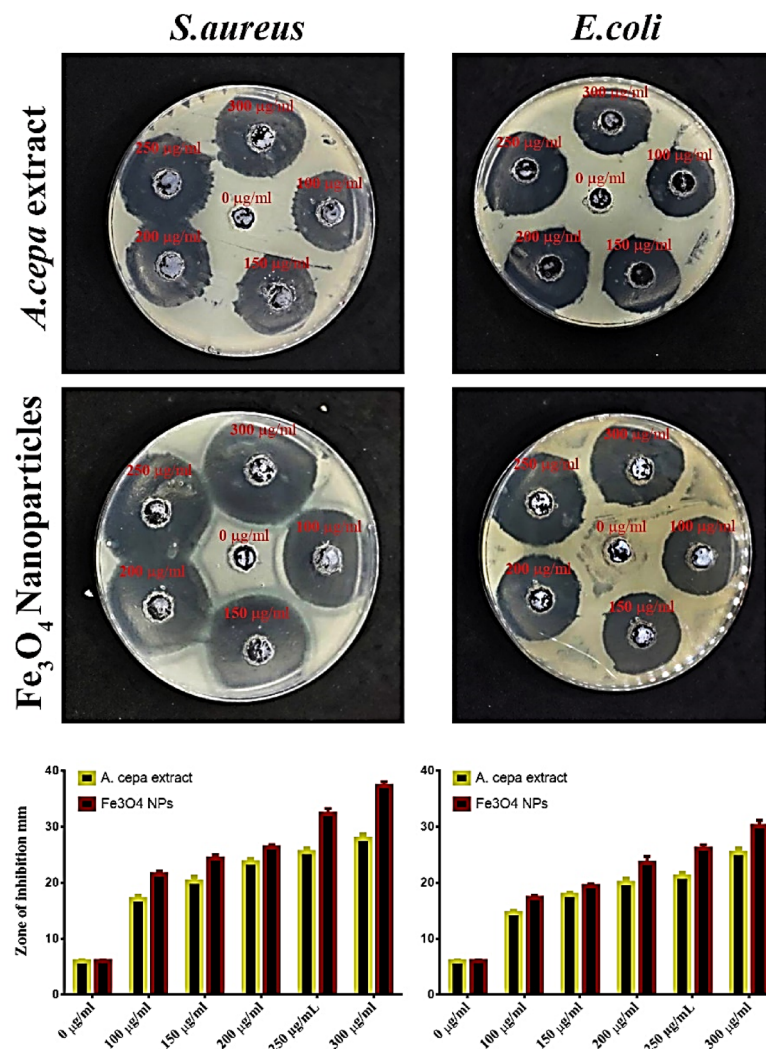 S.aureus
E.coli
A.cepa extract
300 µg/ml
250 µg/ml
100 µg/ml
0 µg/ml
200 µg/ml
150 µg/ml
300 µg/ml
250 µg/ml
100 µg/ml
0 µg/ml
200 µg/ml
150 µg/ml
Fe3O4 Nanoparticles
300 µg/ml
250 µg/ml
100 µg/ml
0 µg/ml
200 µg/ml
150 µg/ml
300 µg/ml
250 µg/ml
100 µg/ml
0 µg/ml
200 µg/ml
150 µg/ml
Zone of inhibition mm
40
30
20
10
0
A. cepa extract
Fe3O4 NPs
0 µg/ml
100 µg/ml
150 µg/ml
200 µg/ml
250 µg/mL
300 µg/ml
40
30
20
10
0
A. cepa extract
Fe3O4 NPs
0 µg/ml
100 µg/ml
150 µg/ml
200 µg/ml
250 µg/mL
300 µg/ml